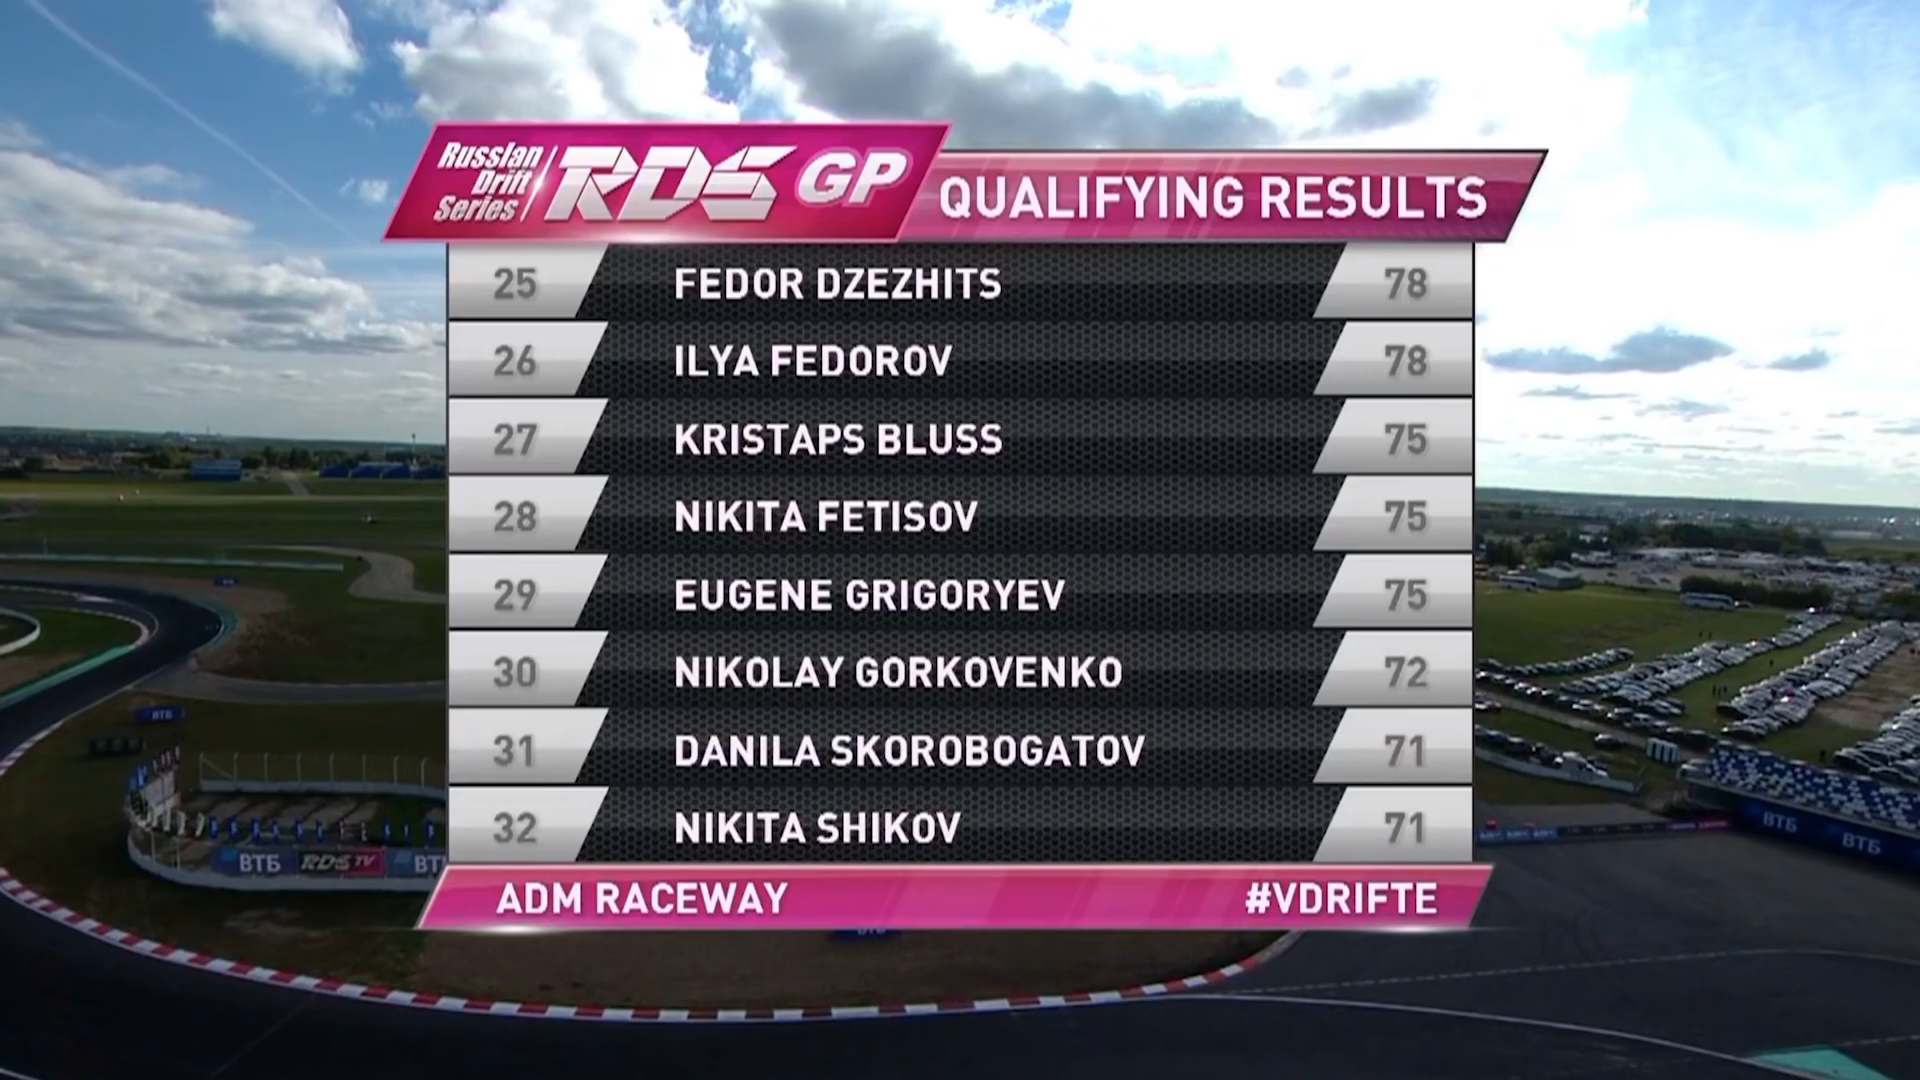 Russian
Drift
Series
RDS GP
QUALIFYING RESULTS
25 FEDOR DZEZHITS 78
26 ILYA FEDOROV 78
27 KRISTAPS BLUSS 75
28 NIKITA FETISOV 75
29 EUGENE GRIGORYEV 75
30 NIKOLAY GORKOVENKO 72
31 DANILA SKOROBOGATOV 71
32 NIKITA SHIKOV 71
ADM RACEWAY #VDRIFTE
ВТБ
ВТБ RDS TV ВТ
ВТБ
ВТБ